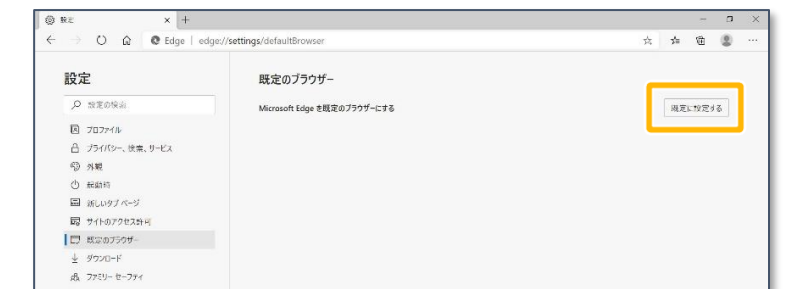 設定
Edge | edge://settings/defaultBrowser
設定
設定の検索
プロファイル
プライバシー、検索、サービス
外観
起動時
新しいタブ ページ
サイトのアクセス許可
既定のブラウザー
ダウンロード
ファミリー セーフティ
既定のブラウザー
Microsoft Edge を既定のブラウザーにする
既定に設定する